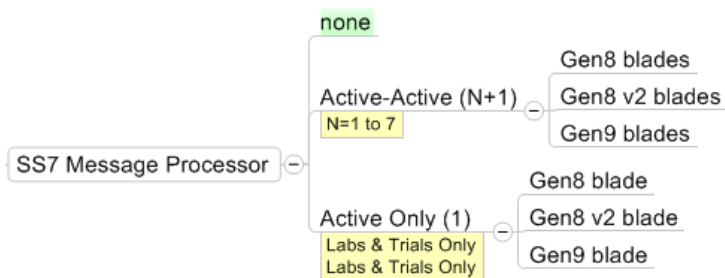 none
Active-Active (N+1)
N=1 to 7
Gen8 blades
Gen8 v2 blades
Gen9 blades
SS7 Message Processor
Active Only (1)
Labs & Trials Only
Labs & Trials Only
Gen8 blade
Gen8 v2 blade
Gen9 blade